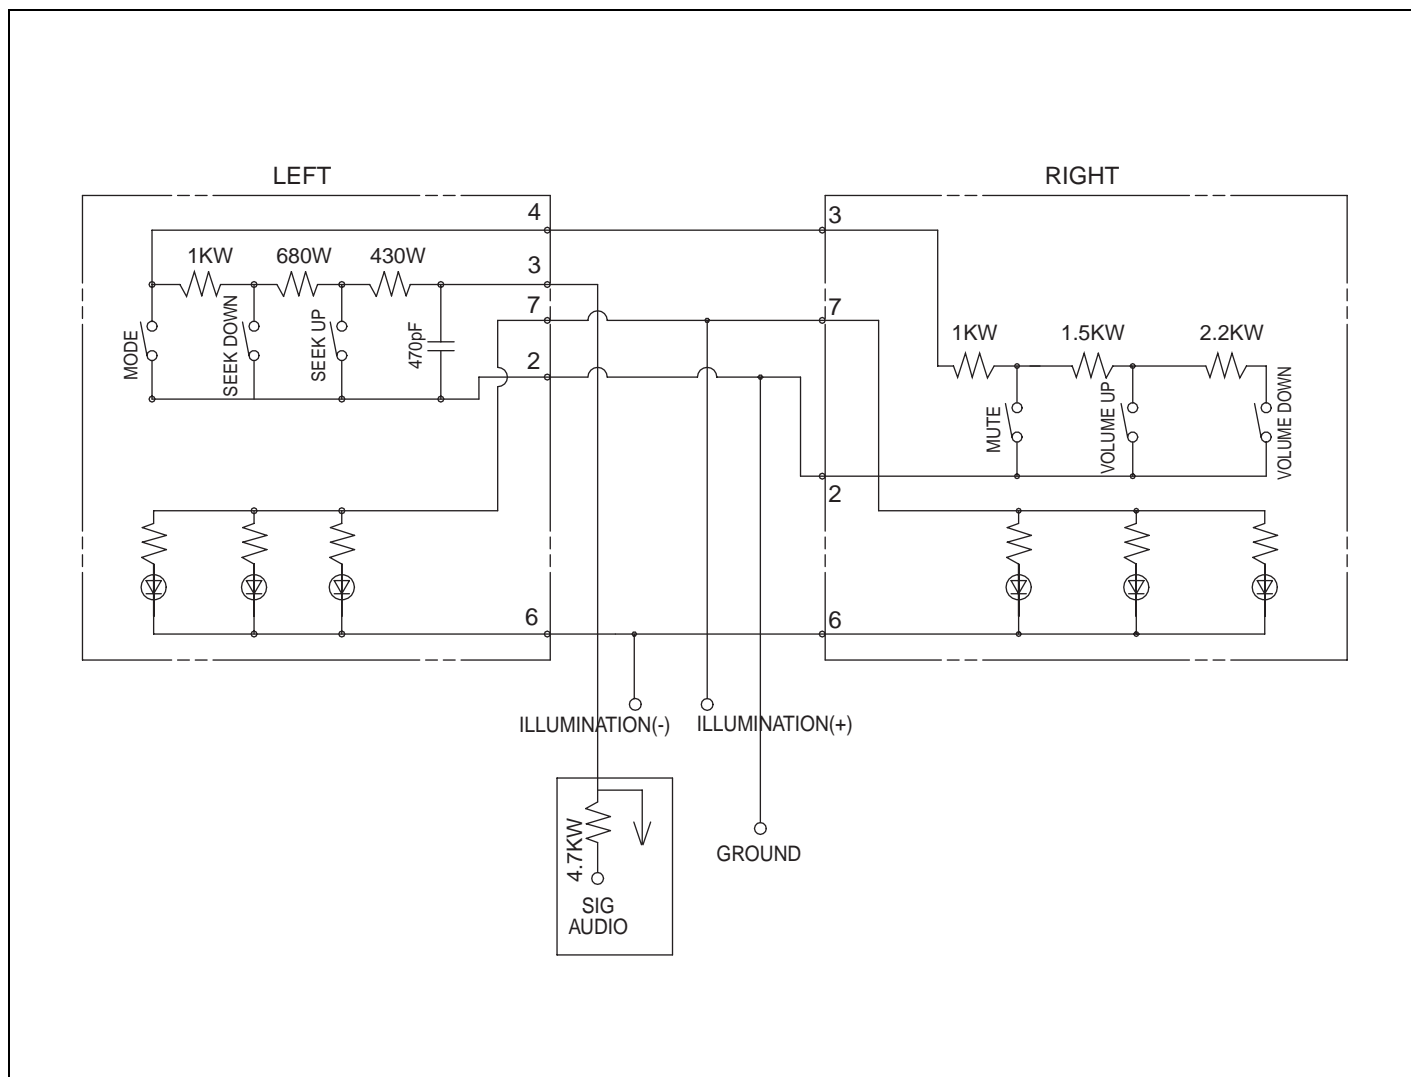 LEFT
RIGHT
4
3
1KW
680W
430W
3
7
7
2
MODE
SEEK DOWN
SEEK UP
470pF
1KW
1.5KW
2.2KW
MUTE
VOLUME UP
VOLUME DOWN
2
6
6
ILLUMINATION(-)
ILLUMINATION(+)
4.7KW
GROUND
SIG
AUDIO